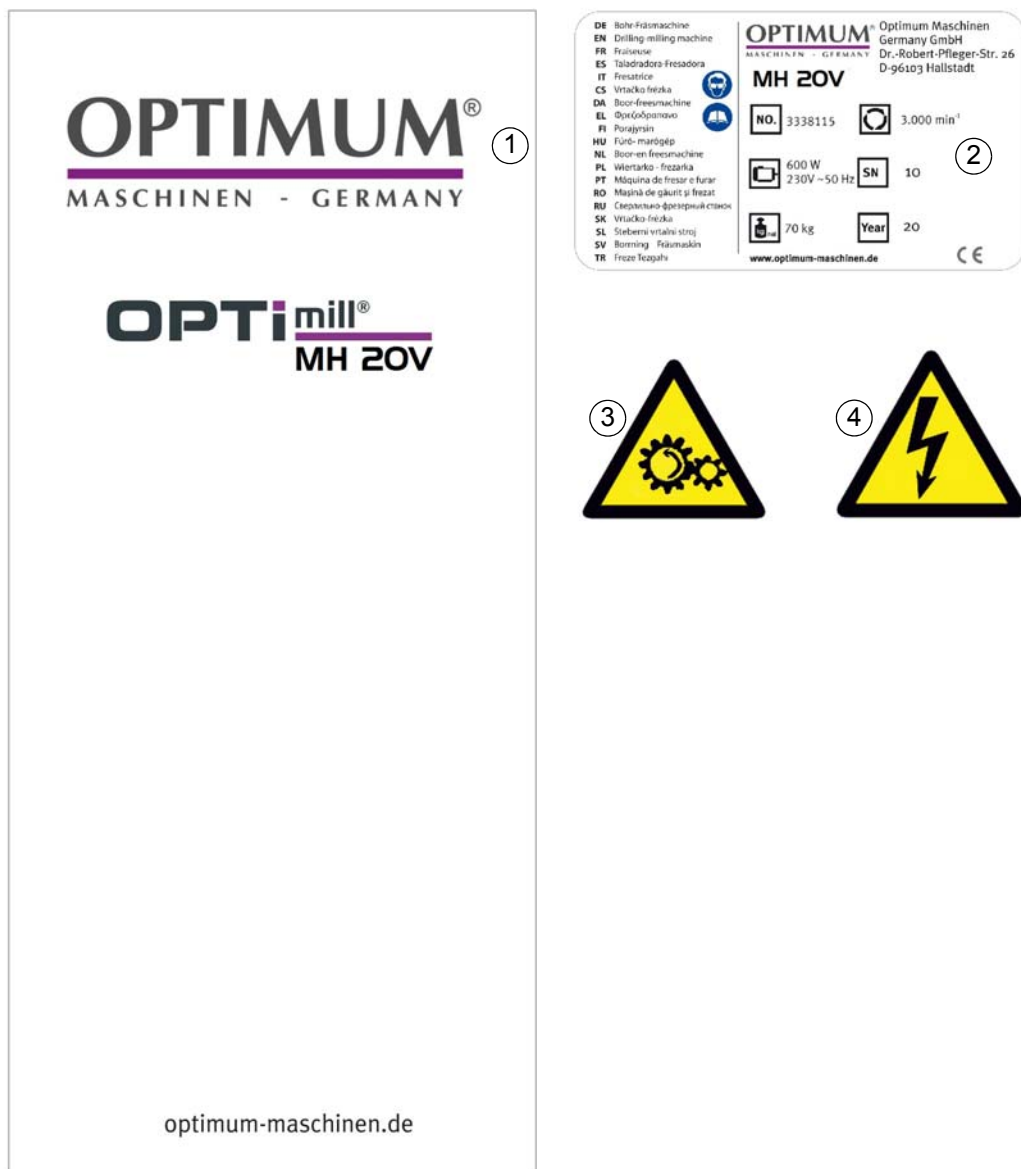 OPTIMUM®
MASCHINEN - GERMANY
1
OPTi mill®
MH 20V
optimum-maschinen.de
DE Bohr-Fräsmaschine
EN Drilling-milling machine
FR Fraiseuse
ES Taladradora-Fresadora
IT Fresatrice
CS Vrtačko frézka
DA Boor-freesmachine
EL Φρεζοδραπανο
FI Porajyrsin
HU Fúró- marógép
NL Boor-en freesmachine
PL Wiertarko - frezarka
PT Máquina de fresar e furar
RO Maşină de găurit şi frezat
RU Сверлильно-фрезерный станок
SK Vrtačko-frézka
SL Steberni vrtalni stroj
SV Borrning Fräsmaskin
TR Freze Tezgahı
OPTIMUM®
MASCHINEN - GERMANY
Optimum Maschinen
Germany GmbH
Dr.-Robert-Pfleger-Str. 26
D-96103 Hallstadt
MH 20V
NO. 3338115
3.000 min⁻¹
2
600 W
230V ~50 Hz
SN 10
70 kg
Year 20
www.optimum-maschinen.de
CE
3
4